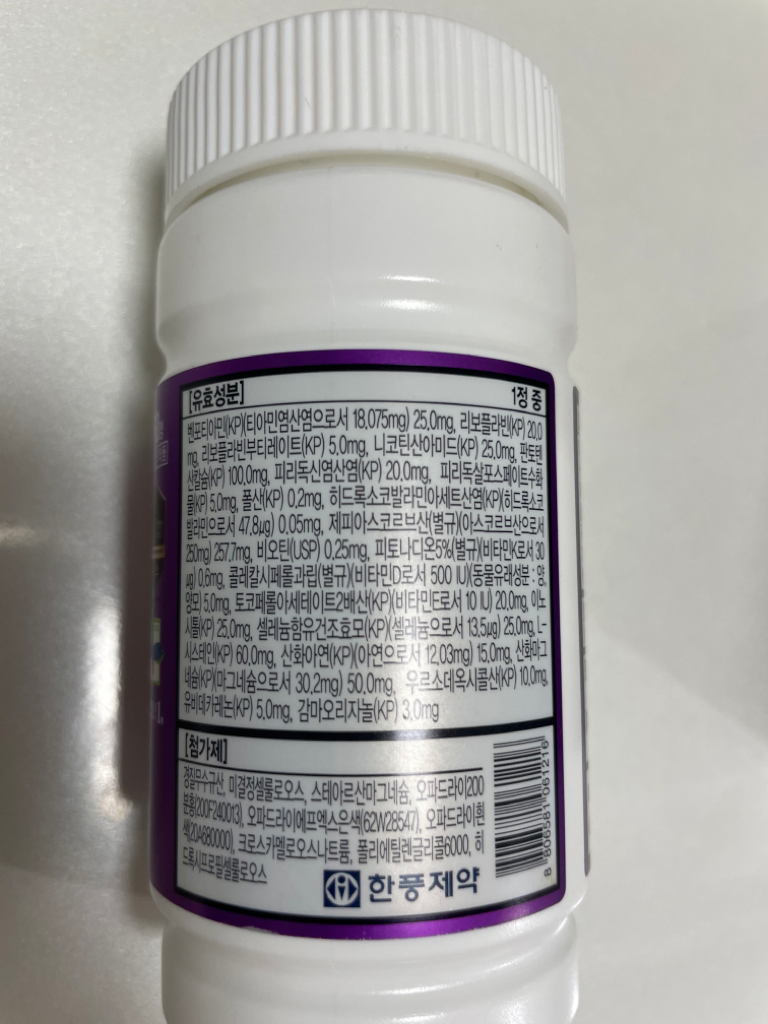 [유효성분] 1정 중
벤포티아민(KP)(티아민염산염으로서 18.075mg) 25.0mg, 리보플라빈(KP) 20.0
mg, 리보플라빈부티레이트(KP) 5.0mg, 니코틴산아미드(KP) 25.0mg, 판토텐
산칼슘(KP) 100.0mg, 피리독신염산염(KP) 20.0mg, 피리독살포스페이트수화
물(KP) 5.0mg, 폴산(KP) 0.2mg, 히드록소코발라민아세트산염(KP)(히드록소코
발라민으로서 47.8μg) 0.05mg, 제피아스코르브산(별규)(아스코르브산으로서
250mg) 257.7mg, 비오틴(USP) 0.25mg, 피토나디온5%(별규)(비타민K로서 30
μg) 0.6mg, 콜레칼시페롤과립(별규)(비타민D로서 500 IU)(동물유래성분 : 양,
양모) 5.0mg, 토코페롤아세테이트2배산(KP)(비타민E로서 10 IU) 20.0mg, 이노
시톨(KP) 25.0mg, 셀레늄함유건조효모(KP)(셀레늄으로서 13.5μg) 25.0mg, L-
시스테인(KP) 60.0mg, 산화아연(KP)(아연으로서 12.03mg) 15.0mg, 산화마그
네슘(KP)(마그네슘으로서 30.2mg) 50.0mg, 우르소데옥시콜산(KP) 10.0mg,
유비데카레논(KP) 5.0mg, 감마오리자놀(KP) 3.0mg
[첨가제]
경질무수규산, 미결정셀룰로오스, 스테아르산마그네슘, 오파드라이200
분홍(200F240013), 오파드라이에프엑스은색(62W28547), 오파드라이흰
색(20A680000), 크로스카멜로오스나트륨, 폴리에틸렌글리콜6000, 히
드록시프로필셀룰로오스
한풍제약
8 806581 061216